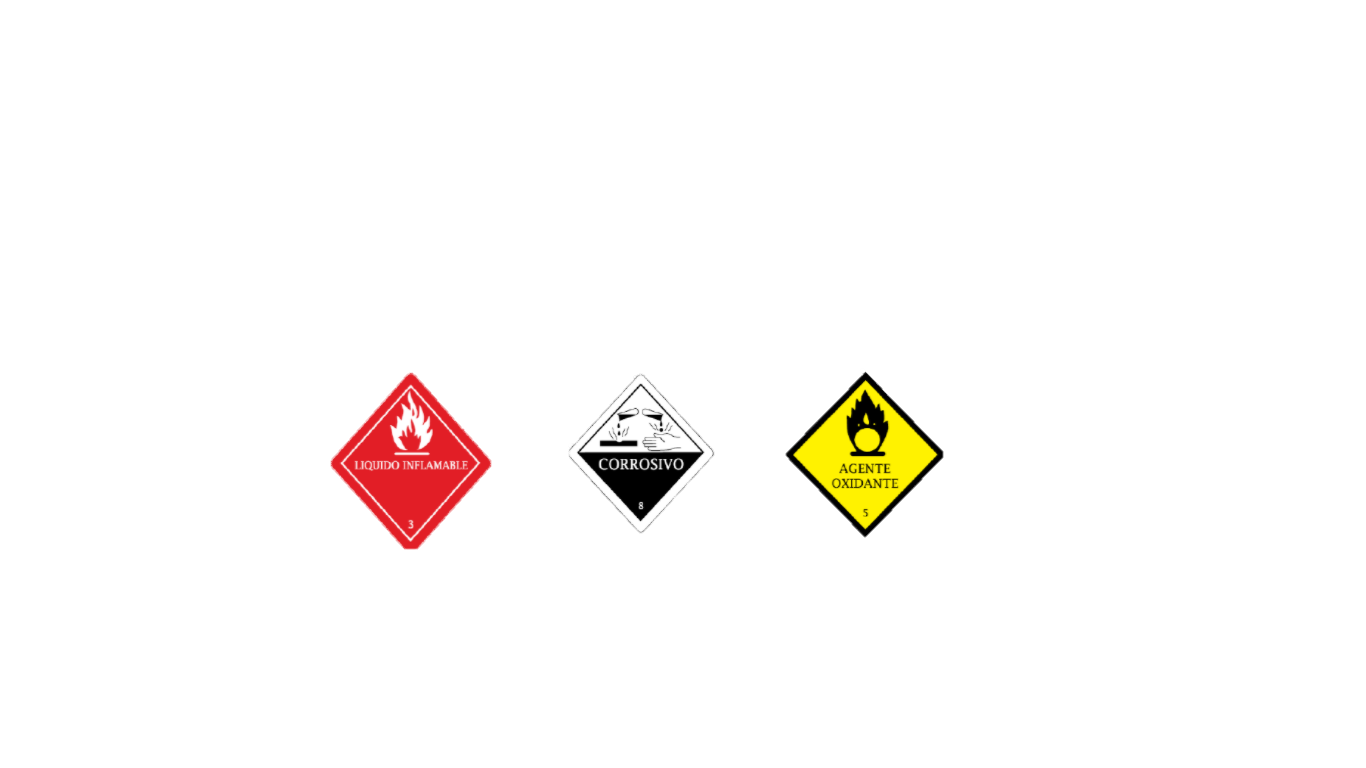 LIQUIDO INFLAMABLE
3
CORROSIVO
8
AGENTE
OXIDANTE
5